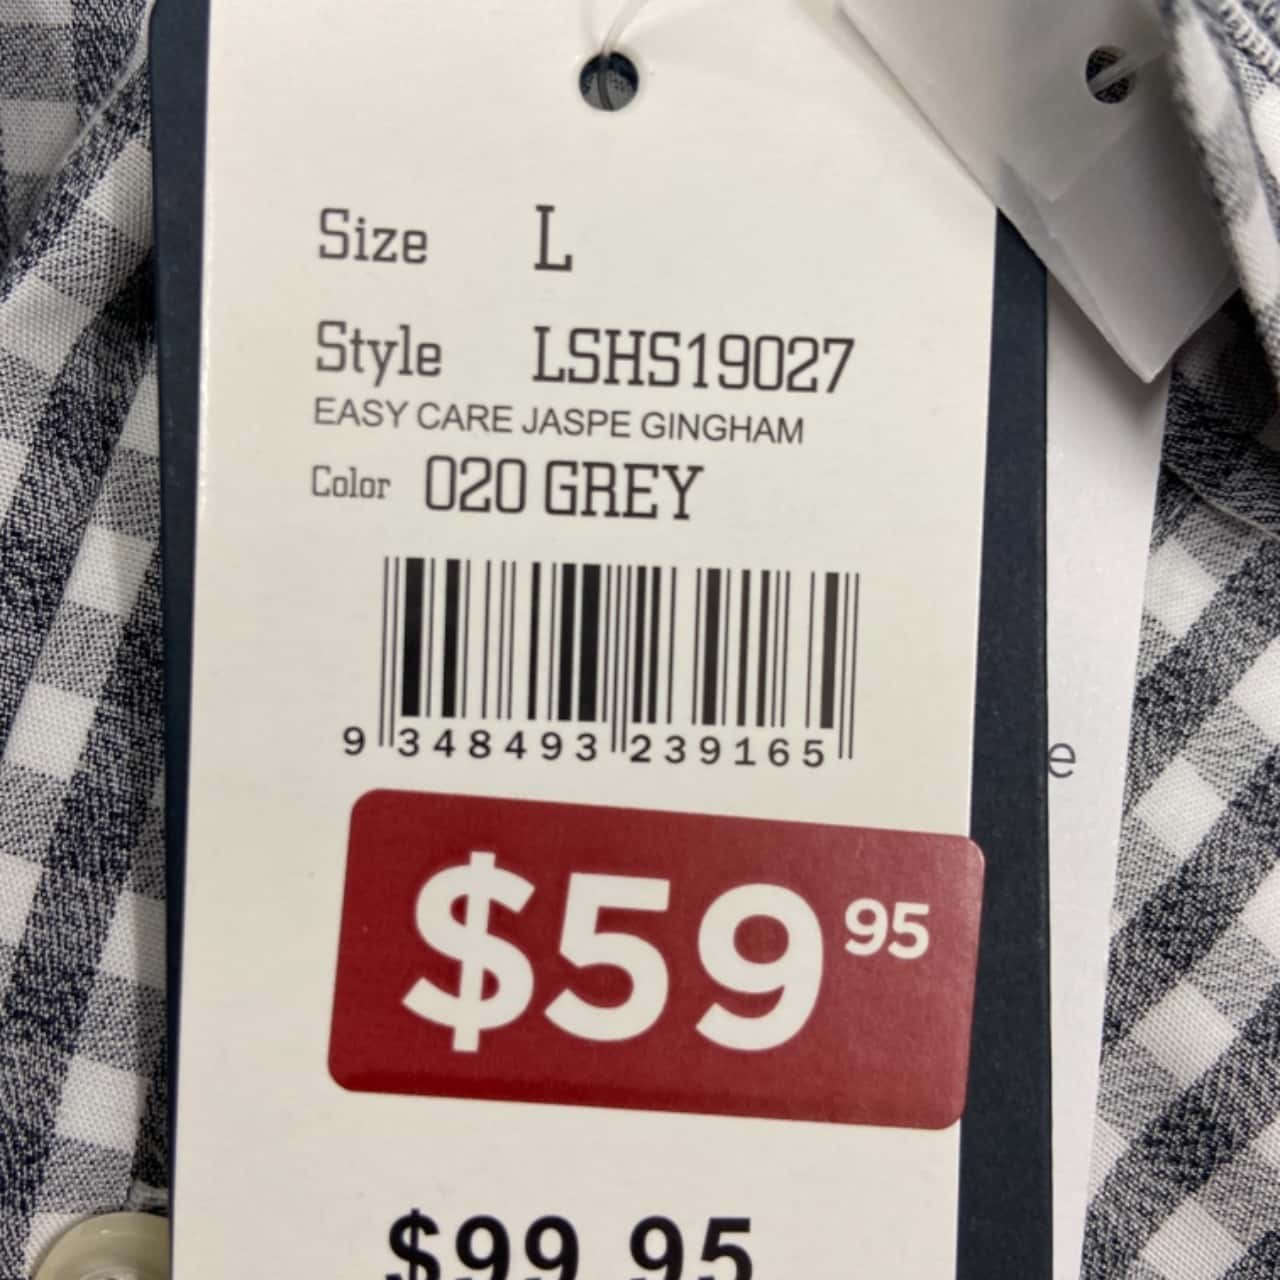 Size L
Style LSHS19027
EASY CARE JASPE GINGHAM
Color 020 GREY
9 348493 239165
$59 95
$99.95
e